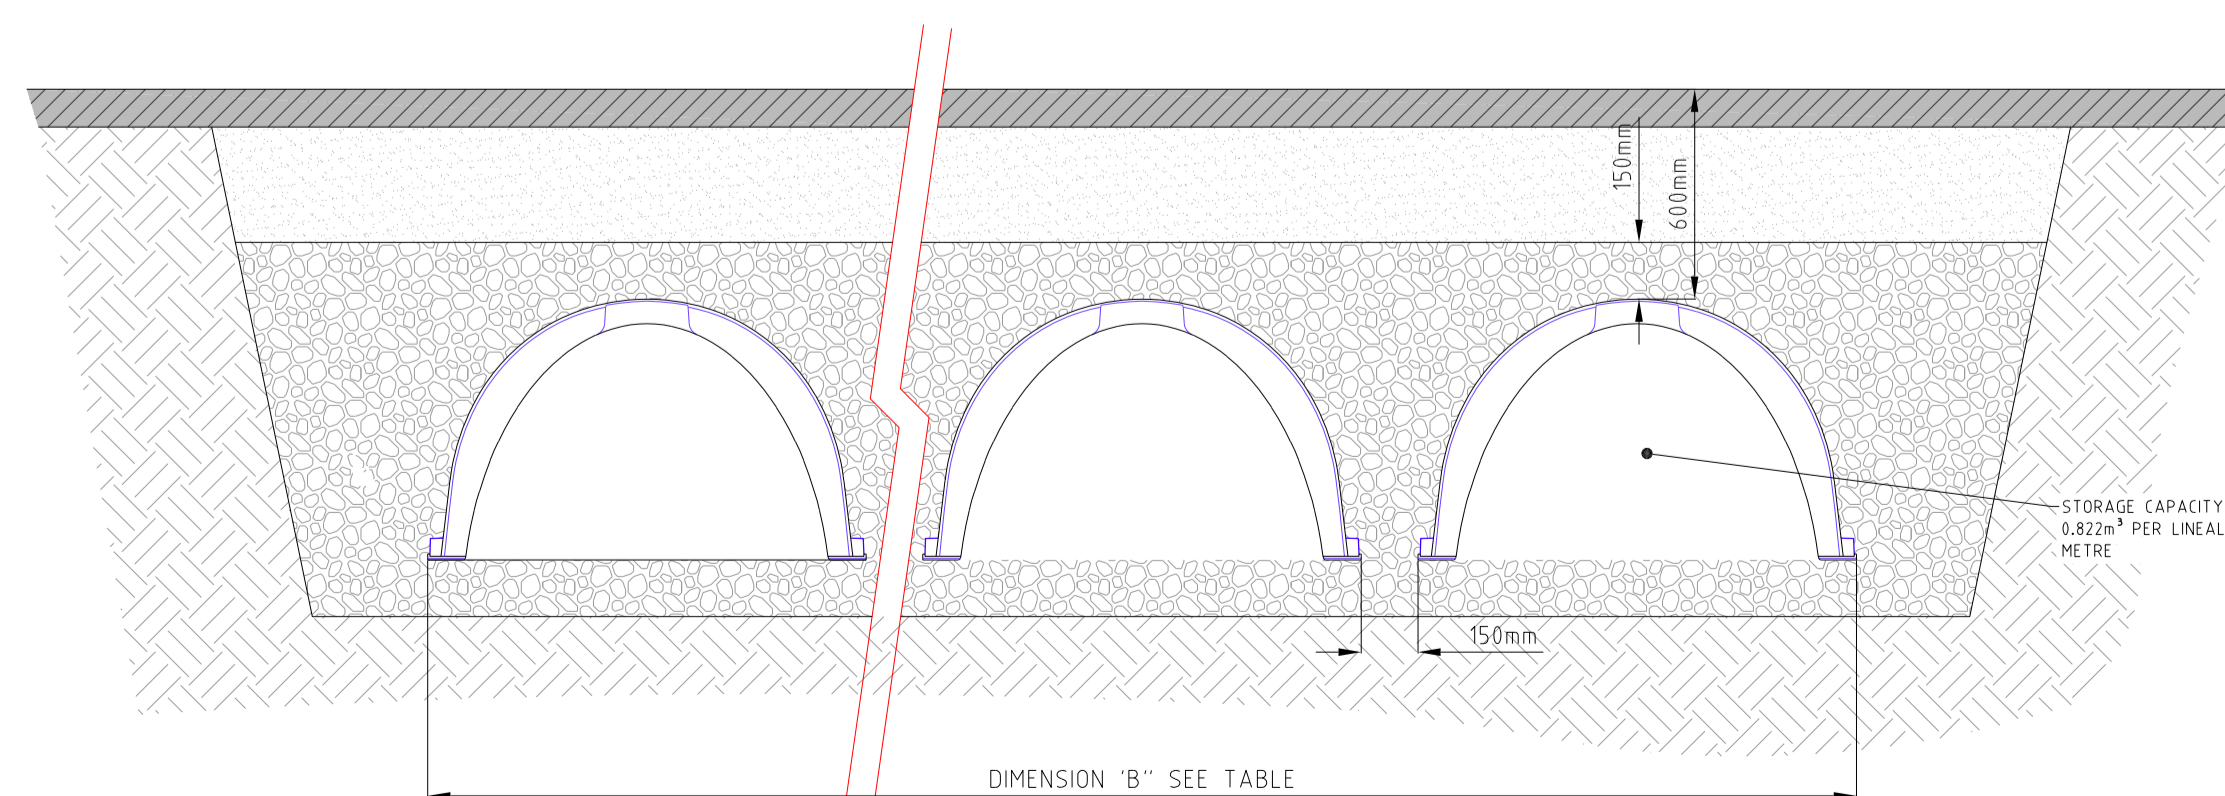 150mm
600mm
STORAGE CAPACITY
0.822m³ PER LINEAL
METRE
150mm
DIMENSION 'B'' SEE TABLE